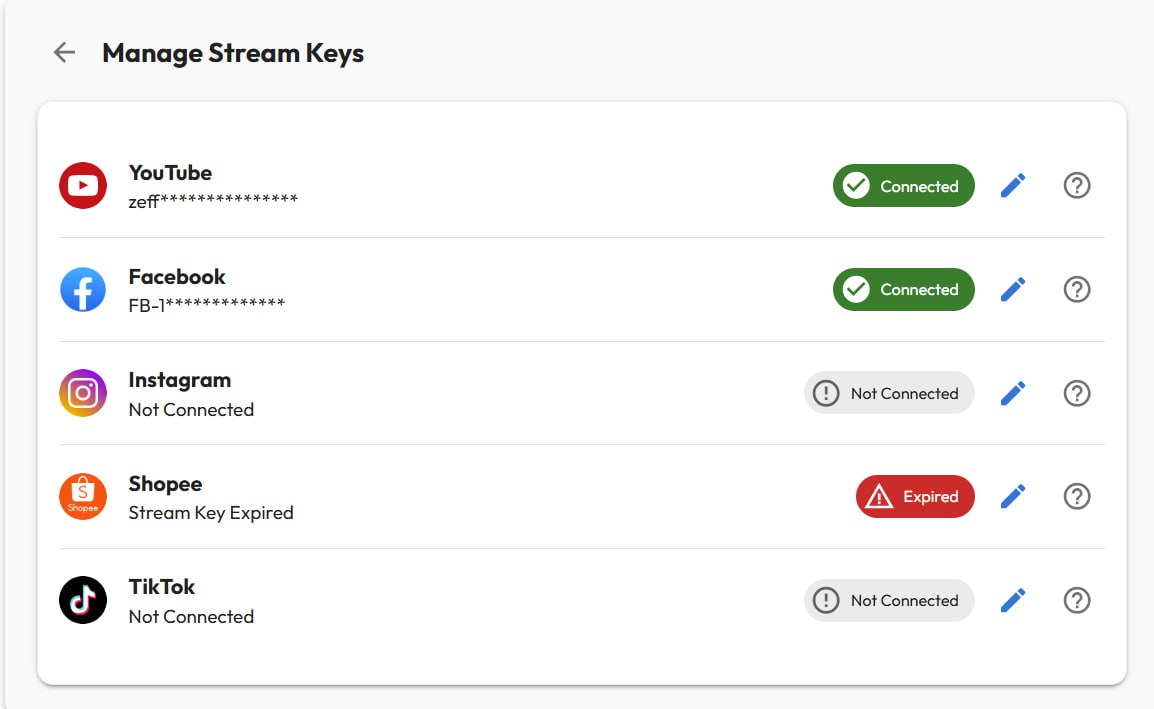 Manage Stream Keys
YouTube
zeff***************
Connected
Facebook
FB-1*************
Connected
Instagram
Not Connected
Not Connected
Shopee
Shopee
Stream Key Expired
Expired
TikTok
Not Connected
Not Connected